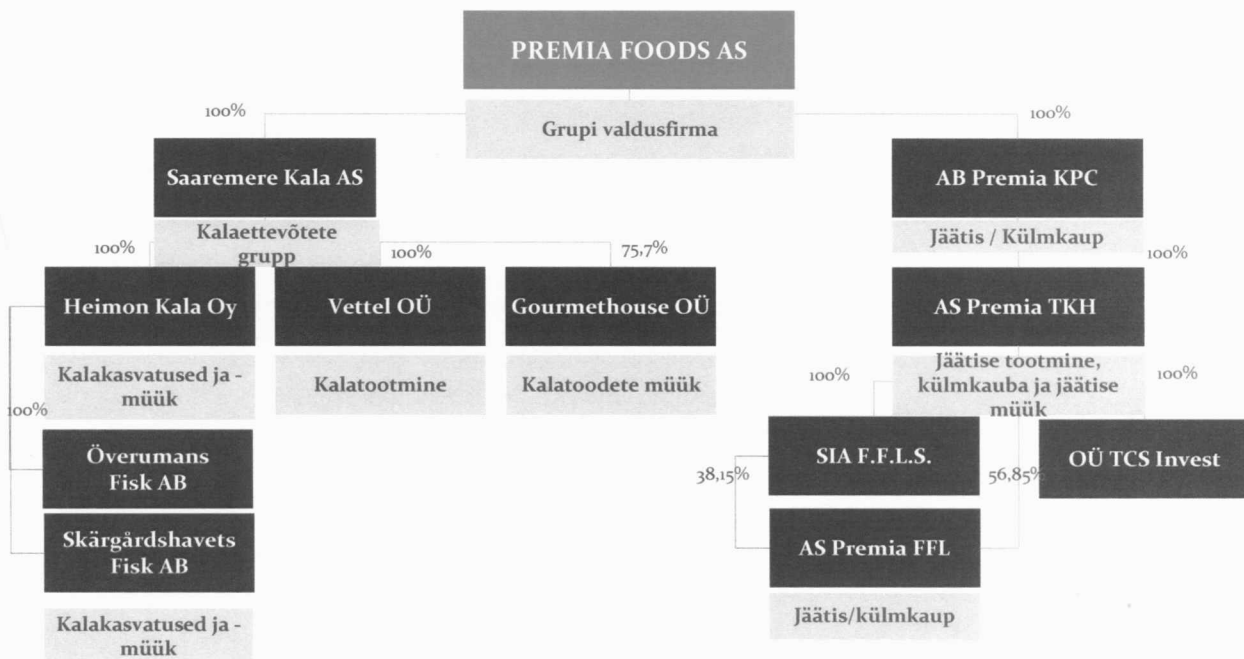 PREMIA FOODS AS
100%
100%
Grupi valdusfirma
Saaremere Kala AS
AB Premia KPC
Kalaettevõtete
grupp
Jäätis / Külmkaup
100%
100%
75,7%
100%
Heimon Kala Oy
Vettel OÜ
Gourmethouse OÜ
AS Premia TKH
Kalakasvatused ja -
müük
Kalatootmine
Kalatoodete müük
Jäätise tootmine,
külmkauba ja jäätise
müük
100%
100%
100%
Överumans
Fisk AB
SIA F.F.L.S.
OÜ TCS Invest
38,15%
56,85%
Skärgårdshavets
Fisk AB
AS Premia FFL
Kalakasvatused ja -
müük
Jäätis/külmkaup